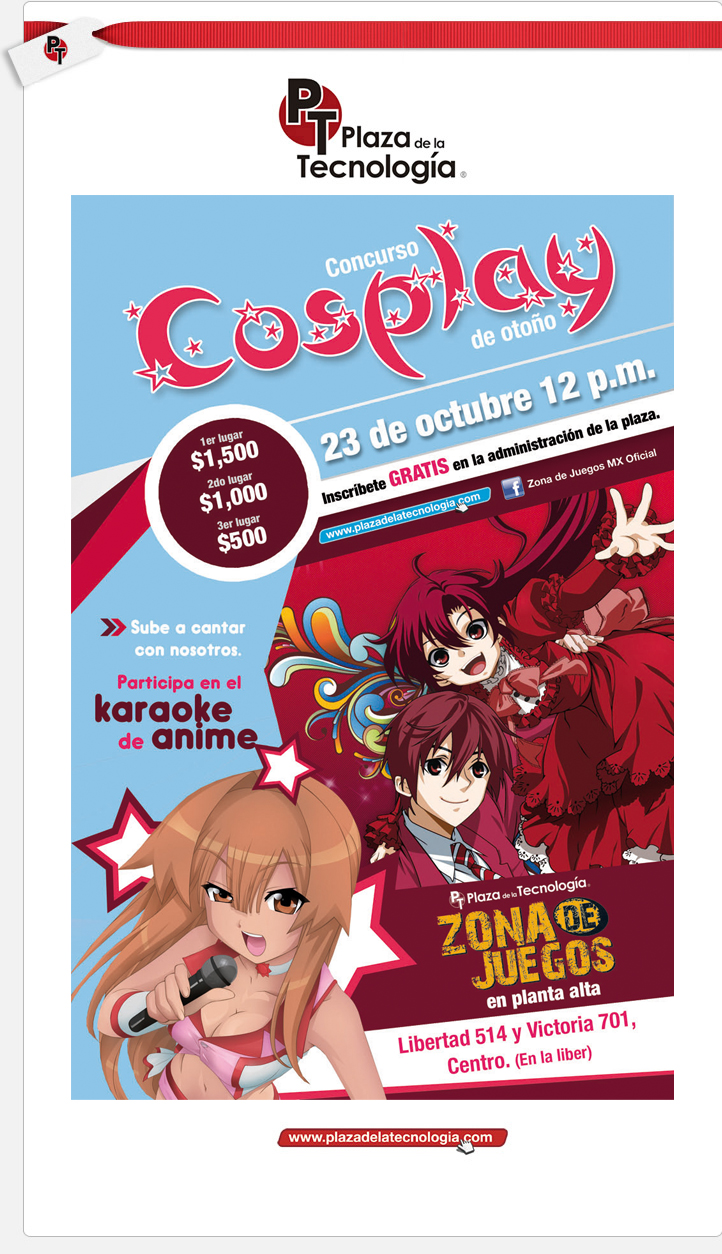 PT
PT Plaza de la
Tecnología ®
Concurso
Cosplay
de otoño
23 de octubre 12 p.m.
Inscríbete GRATIS en la administración de la plaza.
www.plazadelatecnologia.com
f Zona de Juegos MX Oficial
1er lugar
$1,500
2do lugar
$1,000
3er lugar
$500
Sube a cantar
con nosotros.
Participa en el
karaoke
de anime
PT Plaza de la Tecnología®
ZONA DE
JUEGOS
en planta alta
Libertad 514 y Victoria 701,
Centro. (En la liber)
www.plazadelatecnología.com